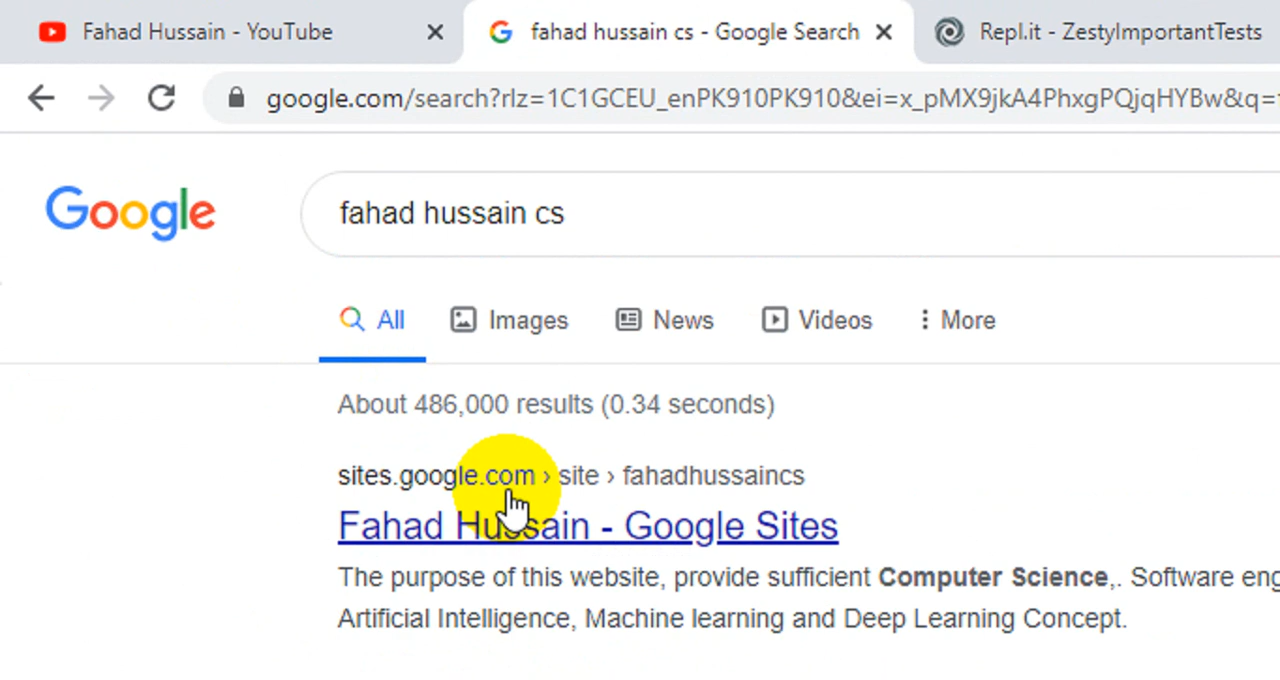 Fahad Hussain - YouTube
fahad hussain cs - Google Search
Repl.it - ZestyImportantTests
google.com/search?rlz=1C1GCEU_enPK910PK910&ei=x_pMX9jkA4PhxgPQjqHYBw&q=
Google
fahad hussain cs
All
Images
News
Videos
More
About 486,000 results (0.34 seconds)
sites.google.com › site › fahadhussaincs
Fahad Hussain - Google Sites
The purpose of this website, provide sufficient Computer Science,. Software eng
Artificial Intelligence, Machine learning and Deep Learning Concept.